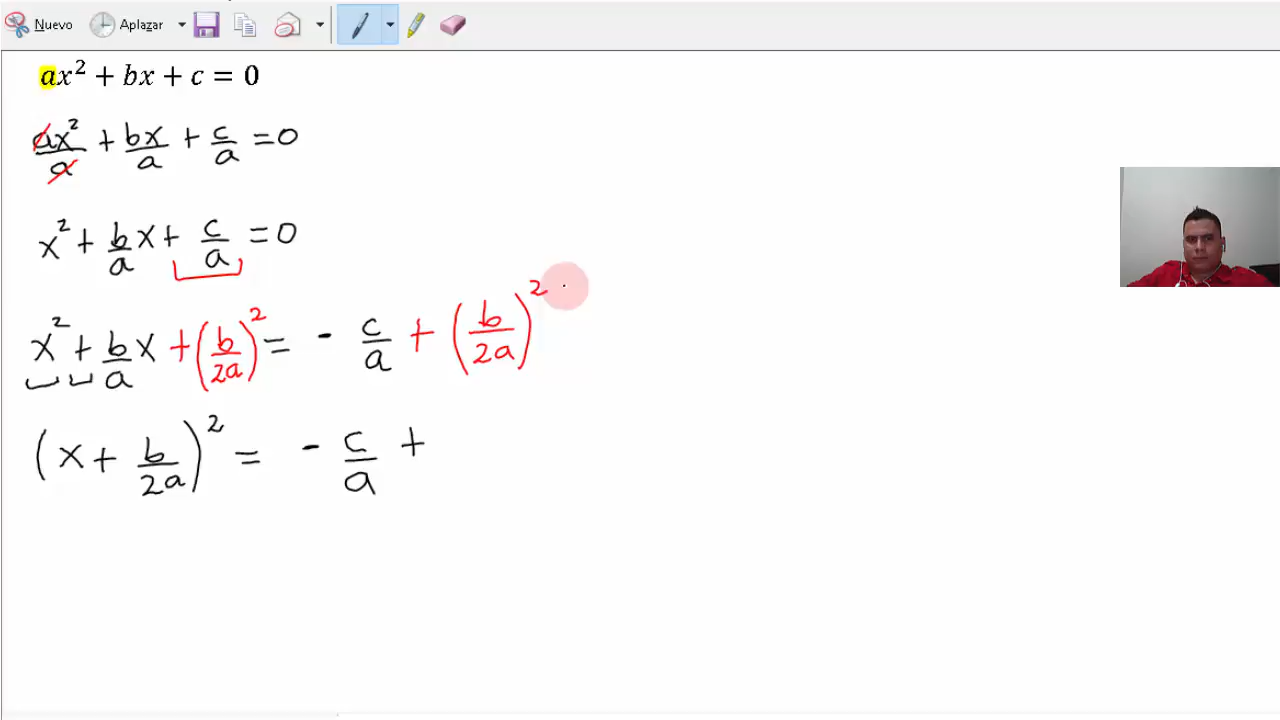 Nuevo Aplazar
ax² + bx + c = 0
ax²/a + bx/a + c/a = 0
x² + b/a x + c/a = 0
x² + b/a x + (b/2a)² = - c/a + (b/2a)²
(x + b/2a)² = - c/a +